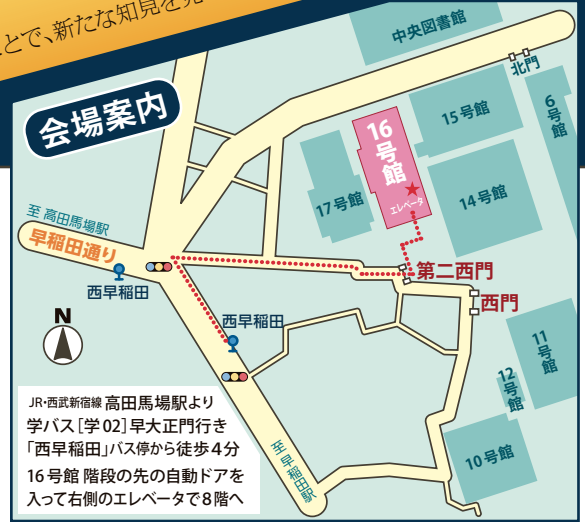 とで、新たな知見を見
会場案内
中央図書館
北門
15号館
6号館
16号館
エレベータ
17号館
14号館
至 高田馬場駅
早稲田通り
西早稲田
第二西門
西門
西早稲田
N
11号館
12号館
10号館
至 早稲田駅
JR・西武新宿線 高田馬場駅より
学バス［学02］早大正門行き
「西早稲田」バス停から徒歩4分
16号館 階段の先の自動ドアを
入って右側のエレベータで8階へ